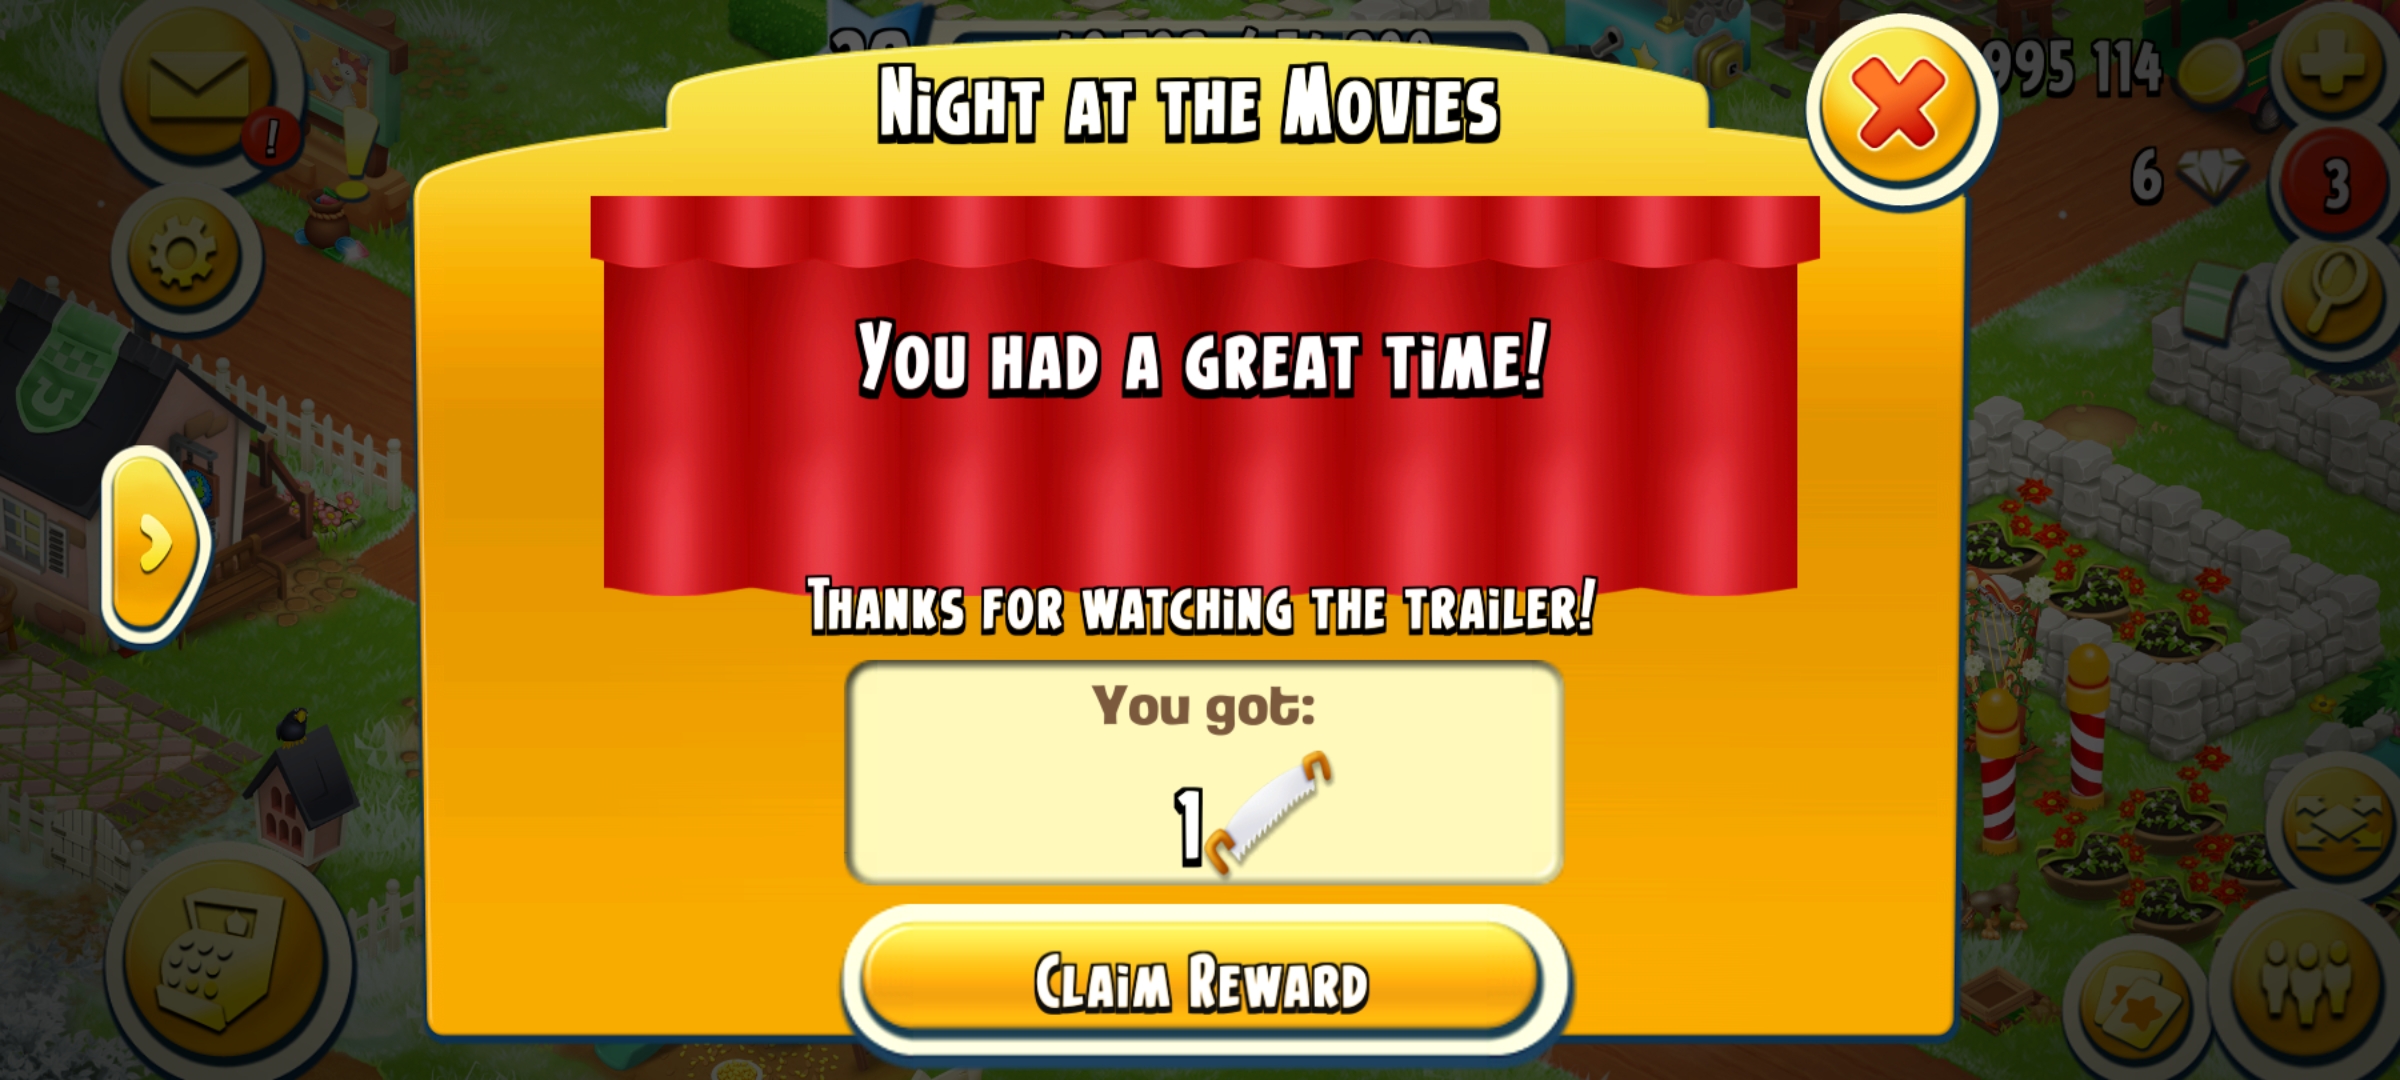 Night at the Movies
995 114
6
!
3
You had a great time!
Thanks for watching the trailer!
You got:
1
Claim Reward